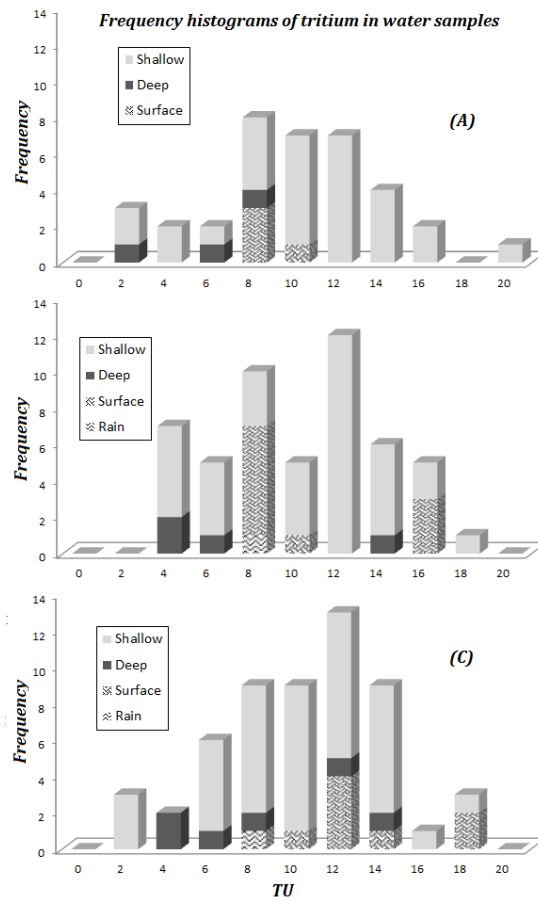 Frequency histograms of tritium in water samples
14
12
10
8
6
4
2
0
Frequency
Shallow
Deep
Surface
(A)
0 2 4 6 8 10 12 14 16 18 20
14
12
10
8
6
4
2
0
Frequency
Shallow
Deep
Surface
Rain
0 2 4 6 8 10 12 14 16 18 20
14
12
10
8
6
4
2
0
Frequency
Shallow
Deep
Surface
Rain
(C)
0 2 4 6 8 10 12 14 16 18 20
TU